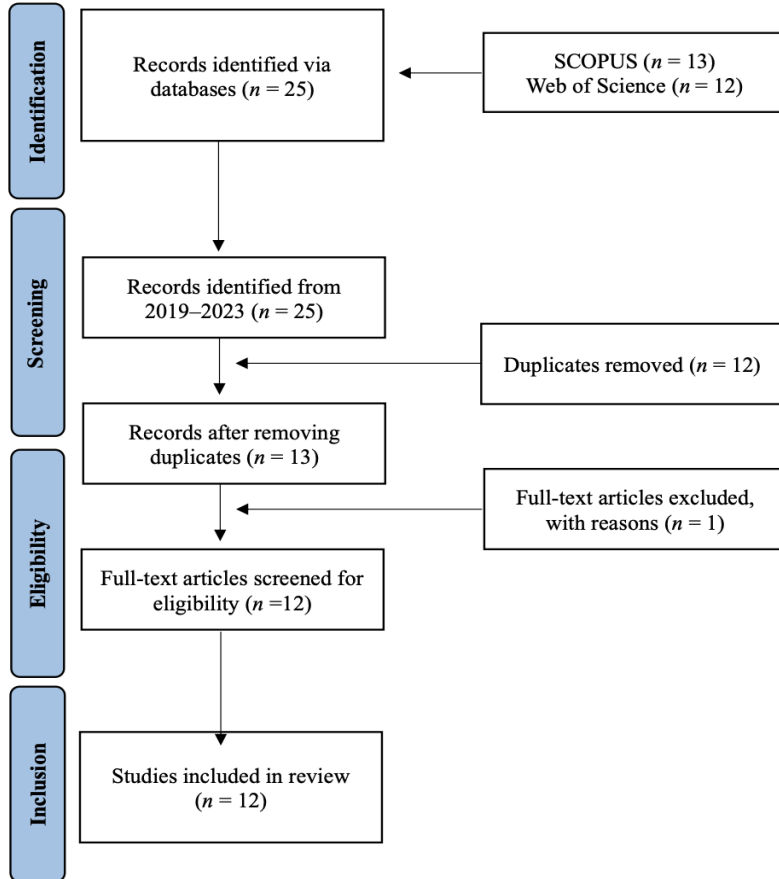 Identification
Records identified via
databases (n = 25)
SCOPUS (n = 13)
Web of Science (n = 12)
Screening
Records identified from
2019–2023 (n = 25)
Duplicates removed (n = 12)
Records after removing
duplicates (n = 13)
Eligibility
Full-text articles excluded,
with reasons (n = 1)
Full-text articles screened for
eligibility (n =12)
Inclusion
Studies included in review
(n = 12)